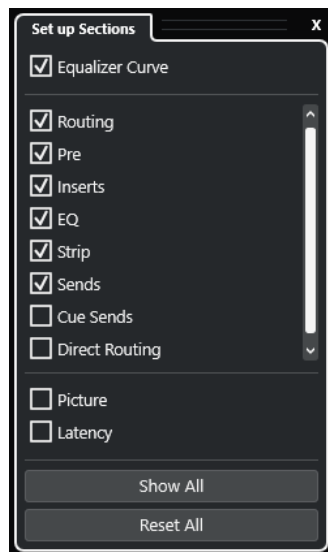 Set up Sections
X
Equalizer Curve
Routing
Pre
Inserts
EQ
Strip
Sends
Cue Sends
Direct Routing
Picture
Latency
Show All
Reset All